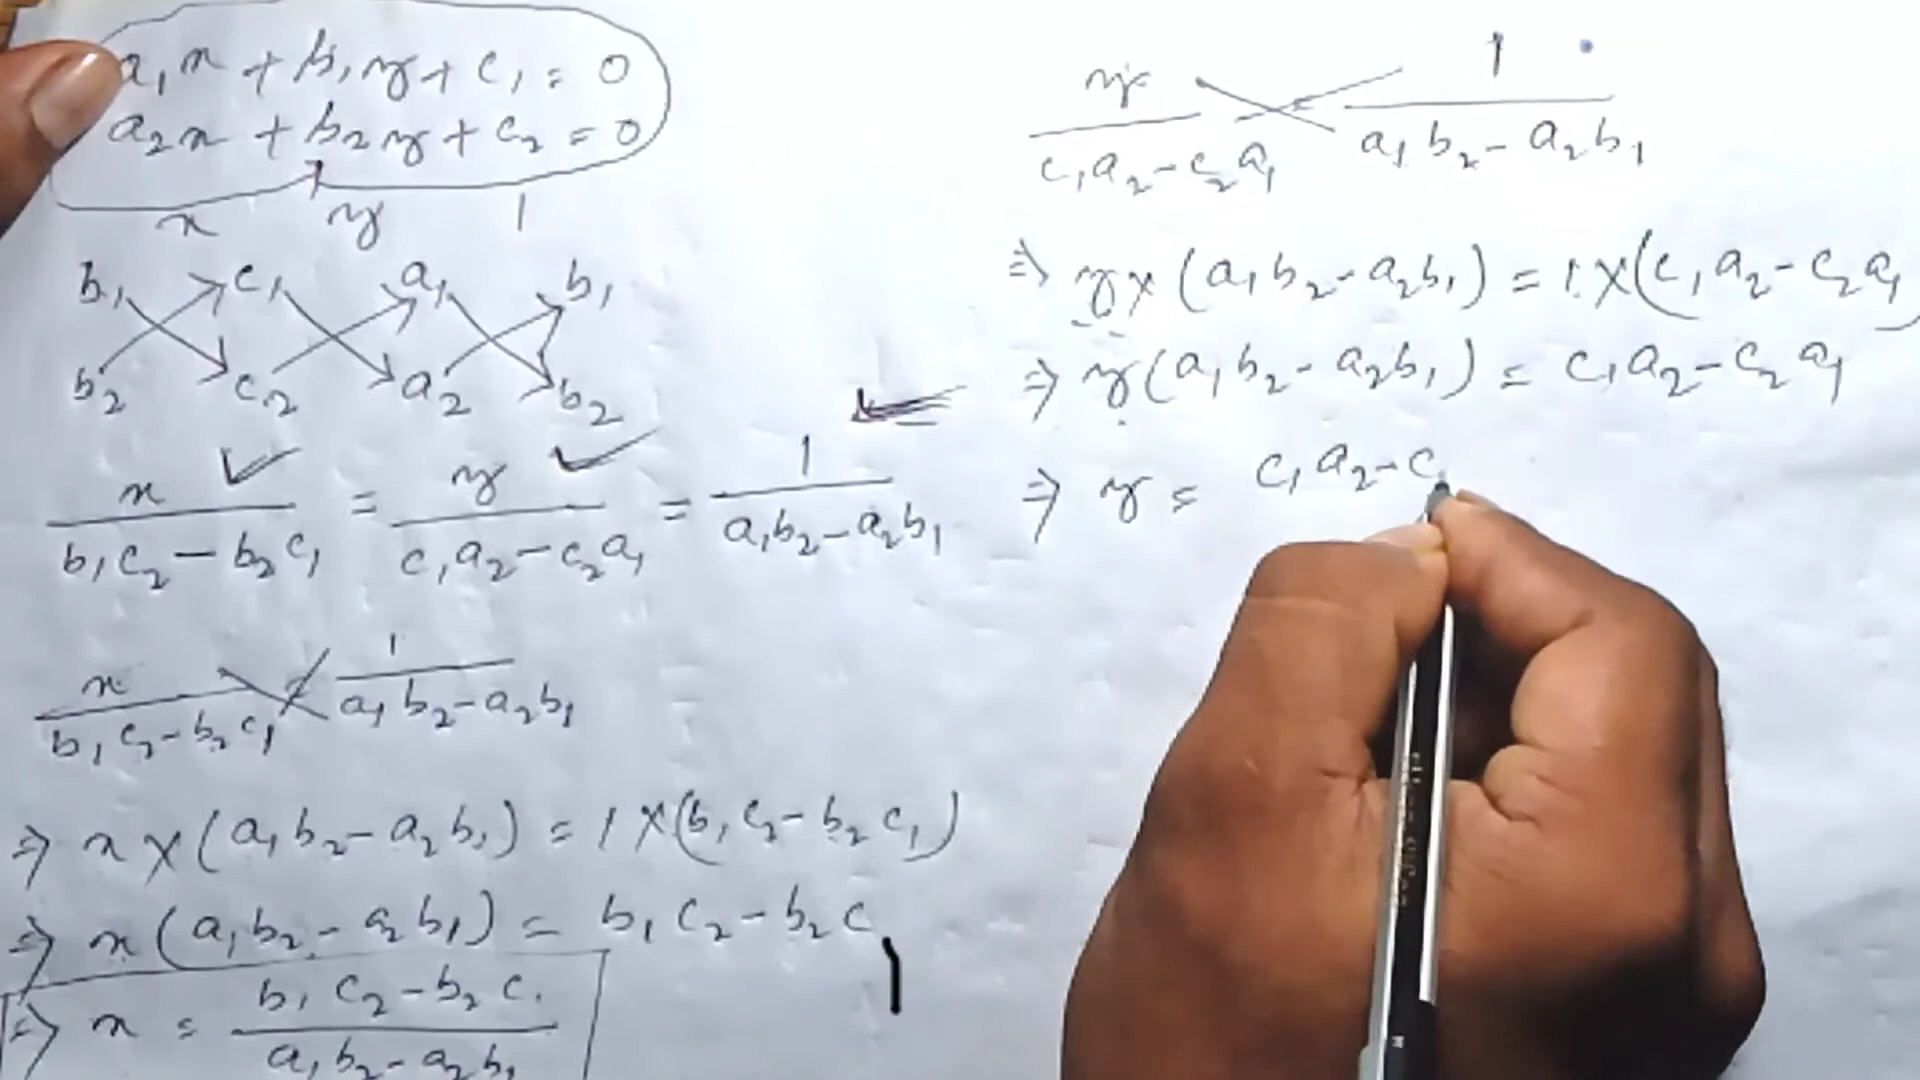 a₁x + b₁y + c₁ = 0
a₂x + b₂y + c₂ = 0
x y 1
b₁ c₁ a₁ b₁
b₂ c₂ a₂ b₂
x/(b₁c₂ − b₂c₁) = y/(c₁a₂ − c₂a₁) = 1/(a₁b₂ − a₂b₁)
x/(b₁c₂ − b₂c₁) 1/(a₁b₂ − a₂b₁)
⇒ x × (a₁b₂ − a₂b₁) = 1 × (b₁c₂ − b₂c₁)
⇒ x(a₁b₂ − a₂b₁) = b₁c₂ − b₂c₁
⇒ x = (b₁c₂ − b₂c₁)/(a₁b₂ − a₂b₁)
y/(c₁a₂ − c₂a₁) 1/(a₁b₂ − a₂b₁)
⇒ y × (a₁b₂ − a₂b₁) = 1 × (c₁a₂ − c₂a₁
⇒ y(a₁b₂ − a₂b₁) = c₁a₂ − c₂a₁
⇒ y = c₁a₂ − c